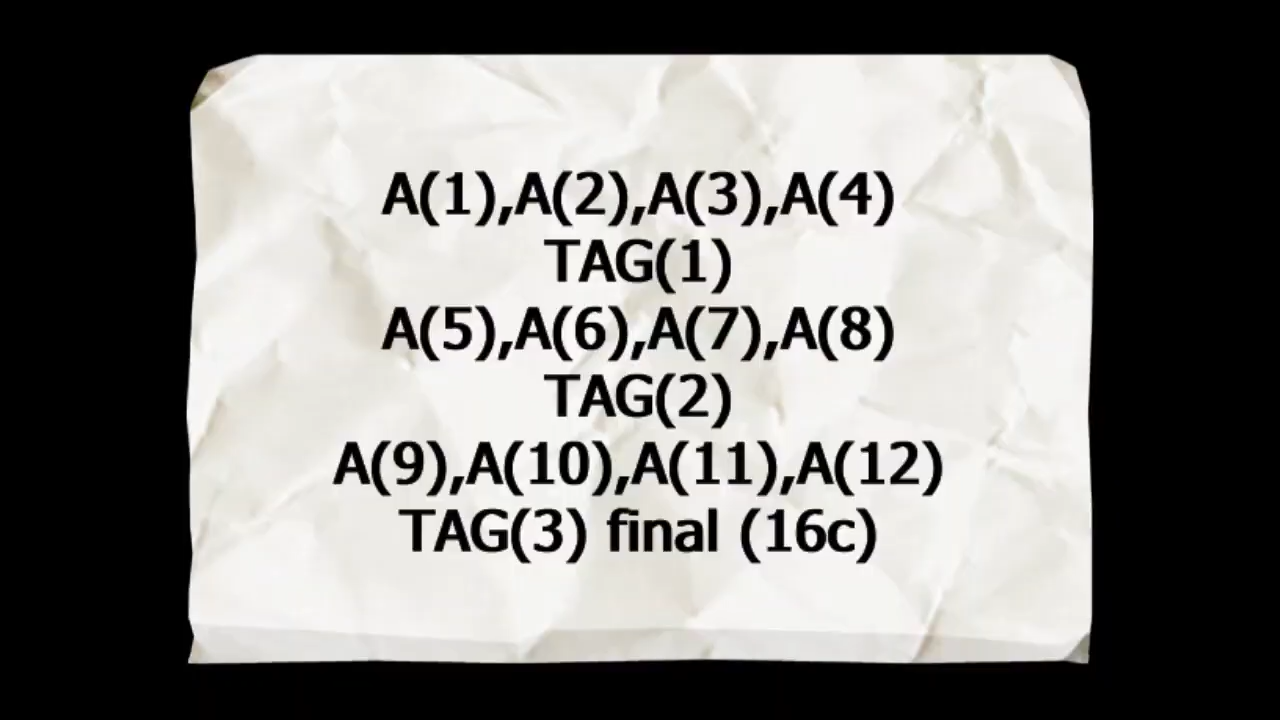 A(1),A(2),A(3),A(4)
TAG(1)
A(5),A(6),A(7),A(8)
TAG(2)
A(9),A(10),A(11),A(12)
TAG(3) final (16c)